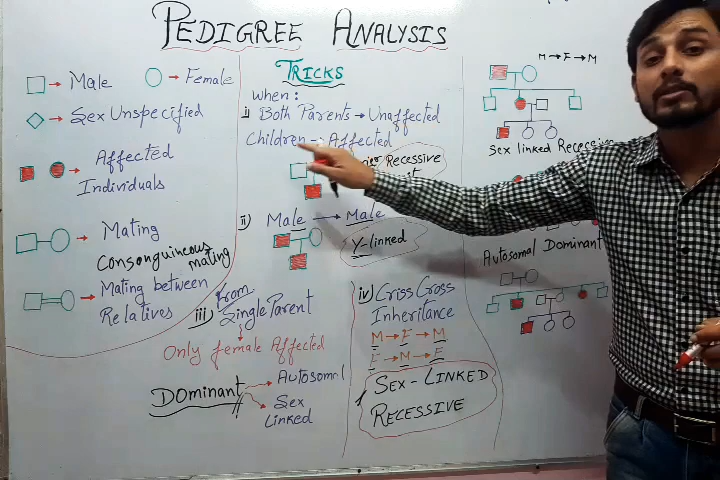 PEDIGREE ANALYSIS
□ → Male
○ → Female
◇ → Sex Unspecified
→ Affected
Individuals
→ Mating
Consonguineous
mating
→ Mating between
Relatives
TRICKS
when:
i) Both Parents → Unaffected
Children → Affected
Recessive
ii) Male → Male
Y-linked
iii) from
Single Parent
Only female Affected
Dominant
→ Autosomal
→ Sex
Linked
iv) Criss Cross
Inheritance
M → F → M
F → M → F
SEX-LINKED
RECESSIVE
M → F → M
Sex linked Recessive
Autosomal Dominant